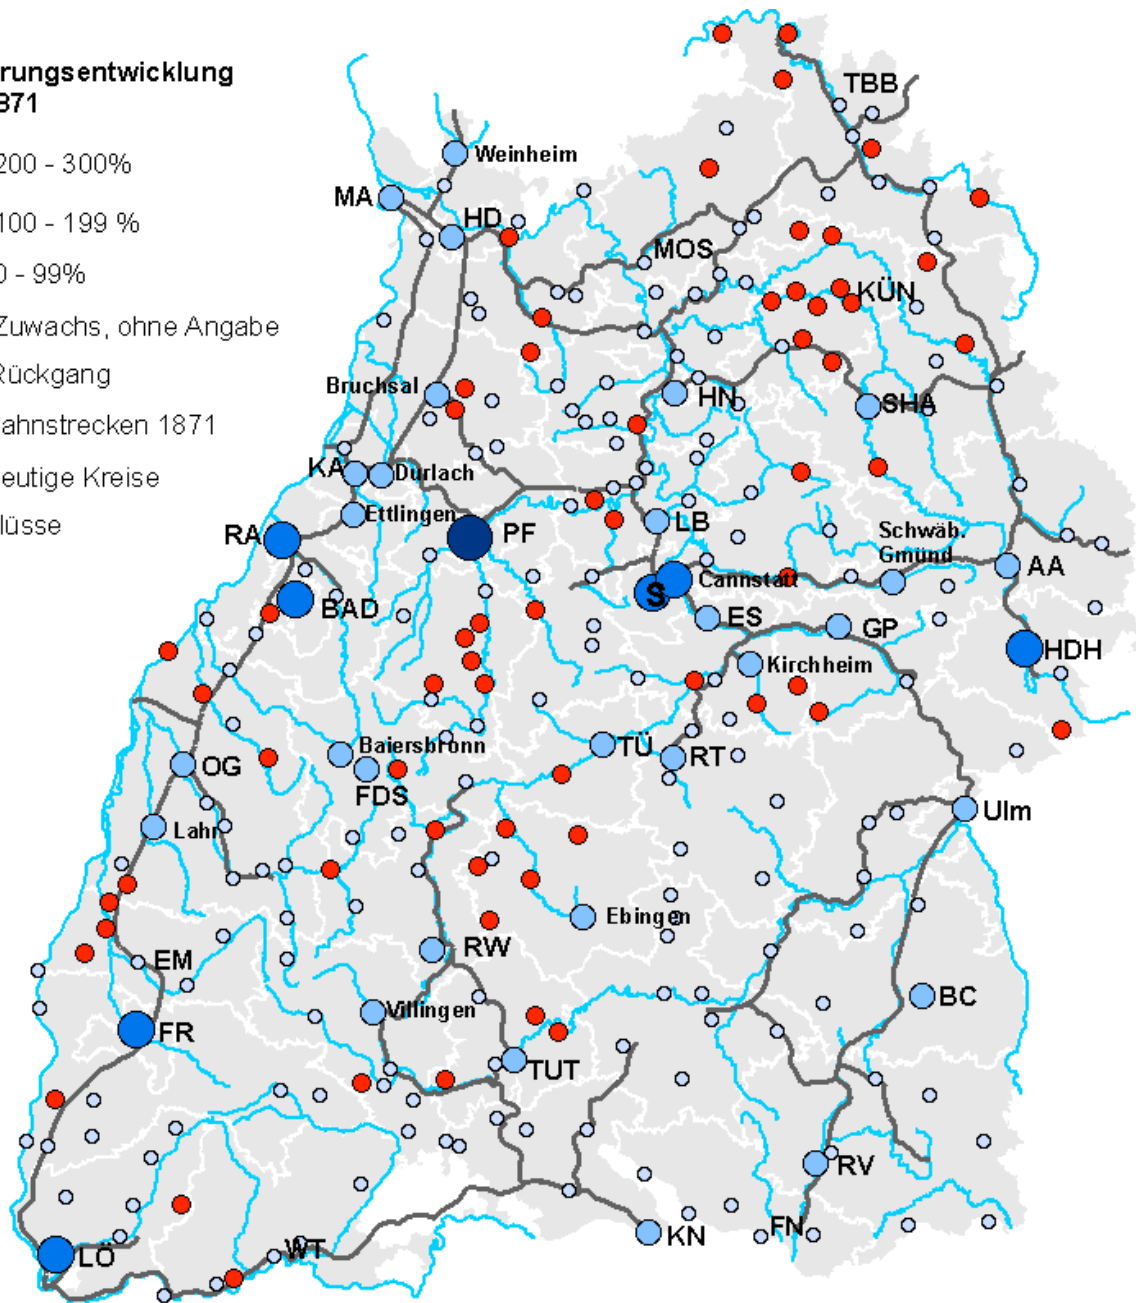 rungsentwicklung
871
200 - 300%
100 - 199 %
0 - 99%
Zuwachs, ohne Angabe
Rückgang
ahnstrecken 1871
eutige Kreise
lüsse
TBB
Weinheim
MA
HD
MOS
KÜN
Bruchsal
HN
SHA
KA
Durlach
Ettlingen
LB
RA
PF
Schwäb.
Gmünd
AA
S
Cannstatt
BAD
ES
GP
HDH
Kirchheim
Baiersbronn
TÜ
RT
OG
FDS
Ulm
Lahr
Ebingen
RW
EM
BC
Villingen
FR
TUT
RV
FN
KN
WT
LÖ